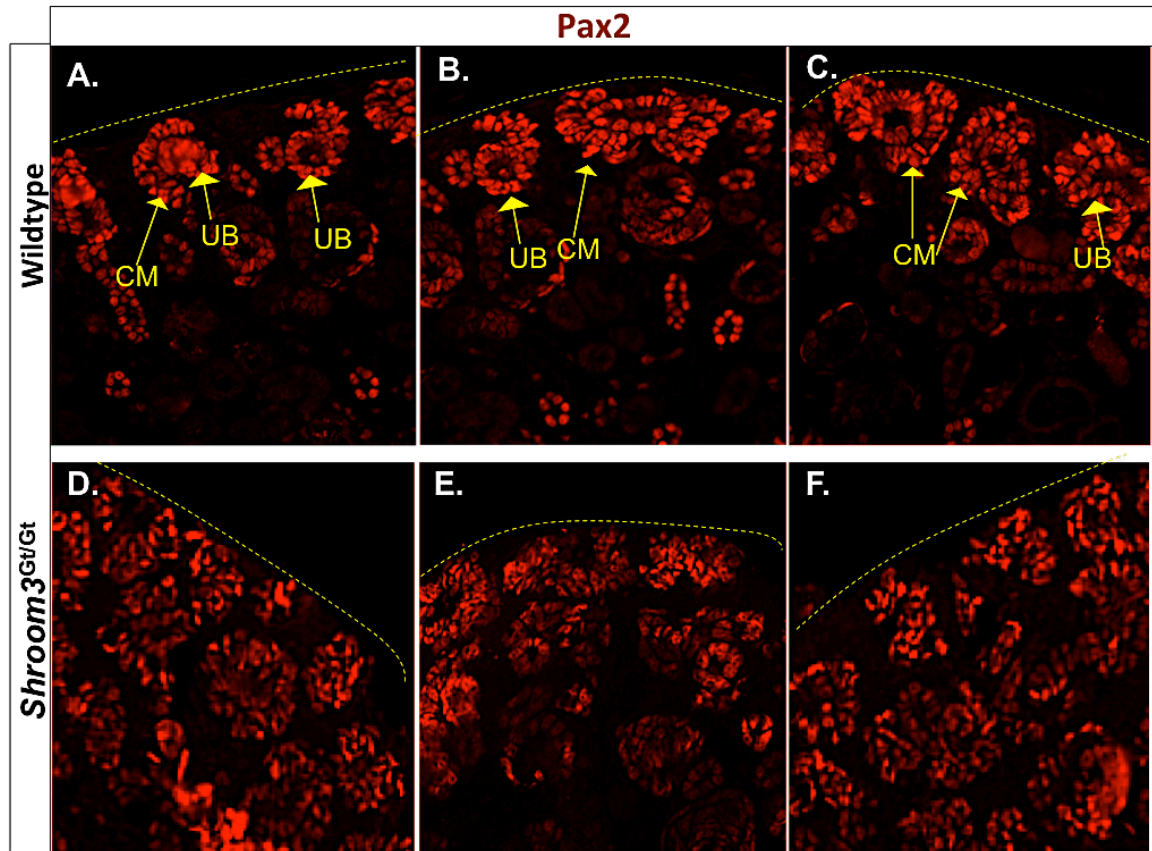 Pax2
Wildtype
A.
CM
UB
UB
B.
UB
CM
C.
CM
UB
Shroom3Gt/Gt
D.
E.
F.